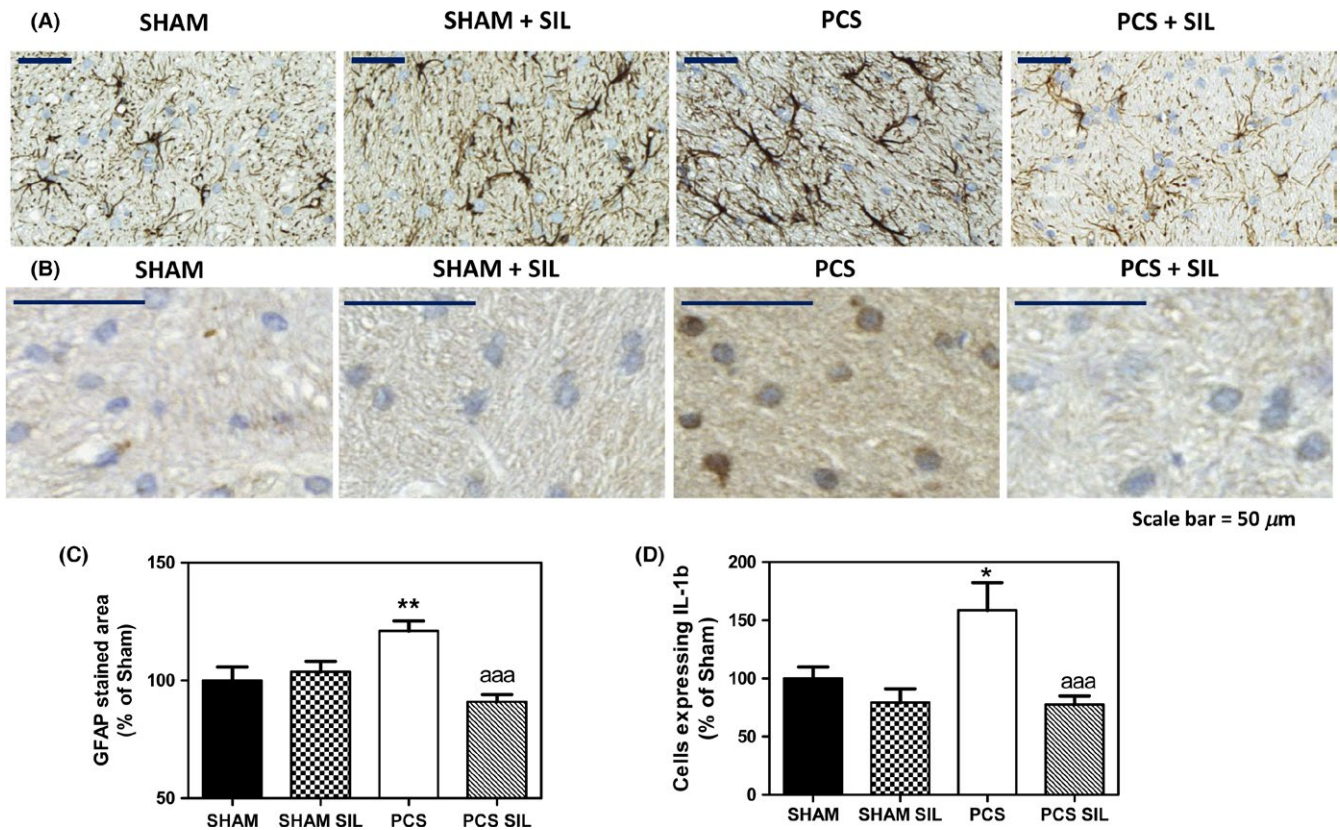 (A) SHAM SHAM + SIL PCS PCS + SIL
(B) SHAM SHAM + SIL PCS PCS + SIL
Scale bar = 50 μm
(C)
GFAP stained area
(% of Sham)
150
100
50
**
aaa
SHAM SHAM SIL PCS PCS SIL
(D)
Cells expressing IL-1b
(% of Sham)
200
150
100
50
0
*
aaa
SHAM SHAM SIL PCS PCS SIL